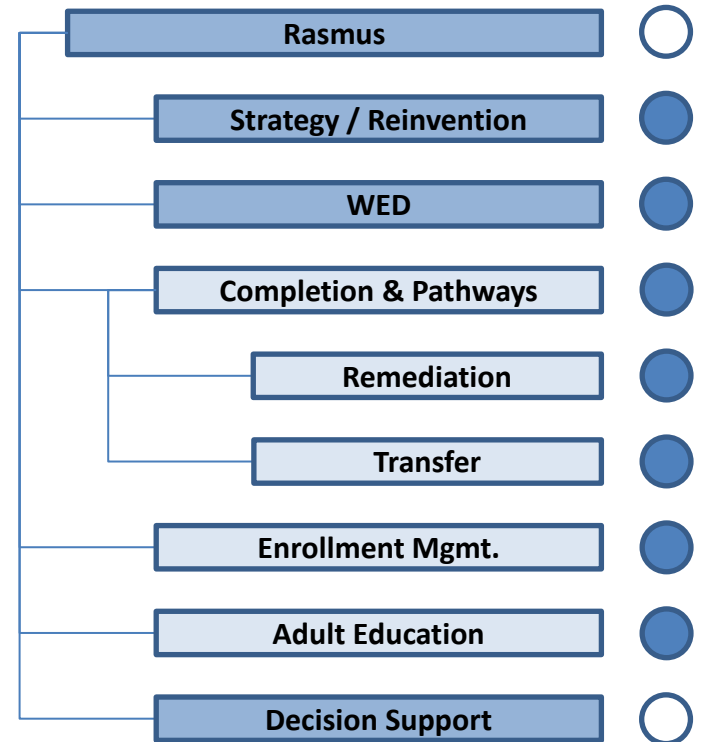 Rasmus
Strategy / Reinvention
WED
Completion & Pathways
Remediation
Transfer
Enrollment Mgmt.
Adult Education
Decision Support